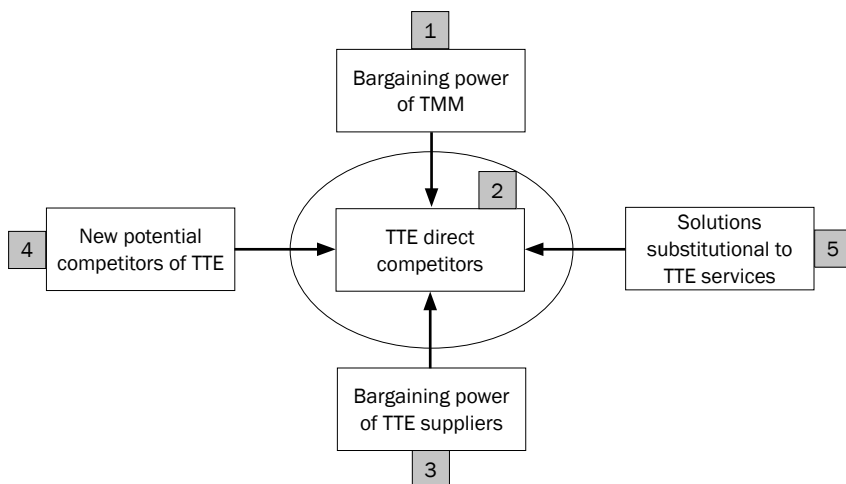 1
Bargaining power
of TMM
2
TTE direct
competitors
4
New potential
competitors of TTE
Solutions
substitutional to
TTE services
5
Bargaining power
of TTE suppliers
3